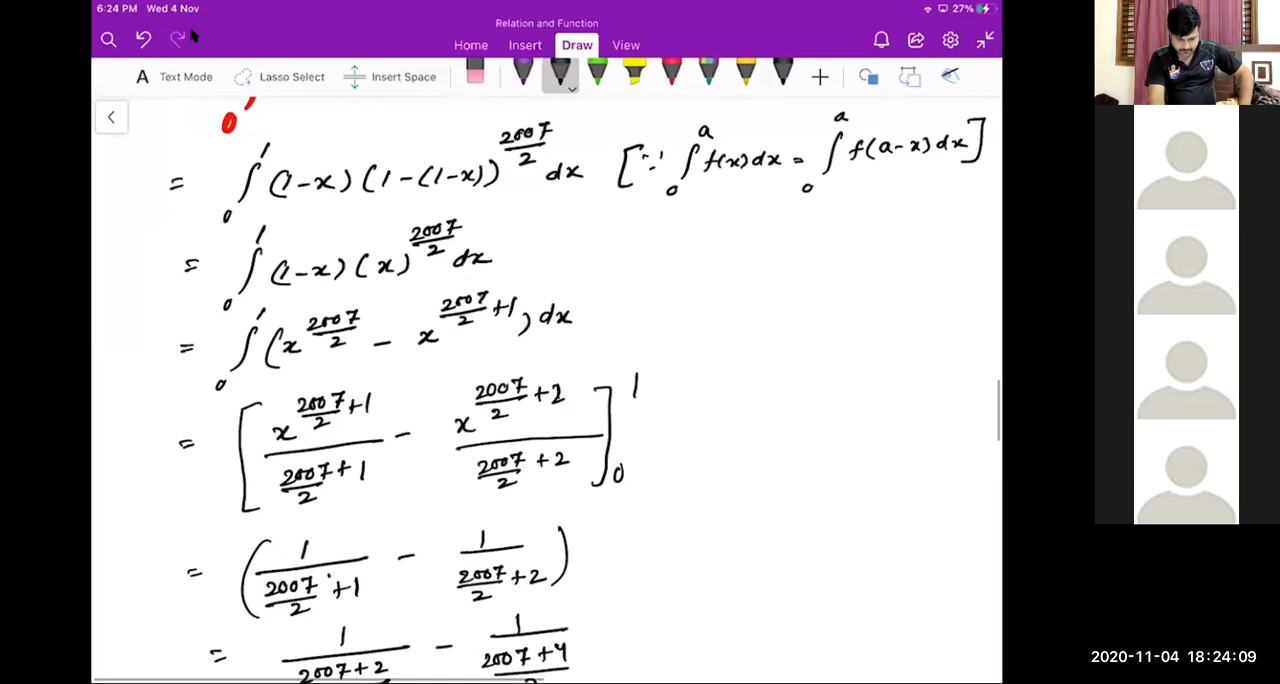 6:24 PM Wed 4 Nov
27%
Relation and Function
Home Insert Draw View
Text Mode Lasso Select Insert Space
0
= ∫₀¹ (1-x) (1-(1-x))^(2007/2) dx [∵ ∫₀ᵃ f(x) dx = ∫₀ᵃ f(a-x) dx]
= ∫₀¹ (1-x) (x)^(2007/2) dx
= ∫₀¹ (x^(2007/2) - x^(2007/2 +1)) dx
= [x^(2007/2 +1)/(2007/2 +1) - x^(2007/2 +2)/(2007/2 +2)]₀¹
= (1/(2007/2 +1) - 1/(2007/2 +2))
= 1/(2007+2) - 1/(2007+4)
2020-11-04 18:24:09